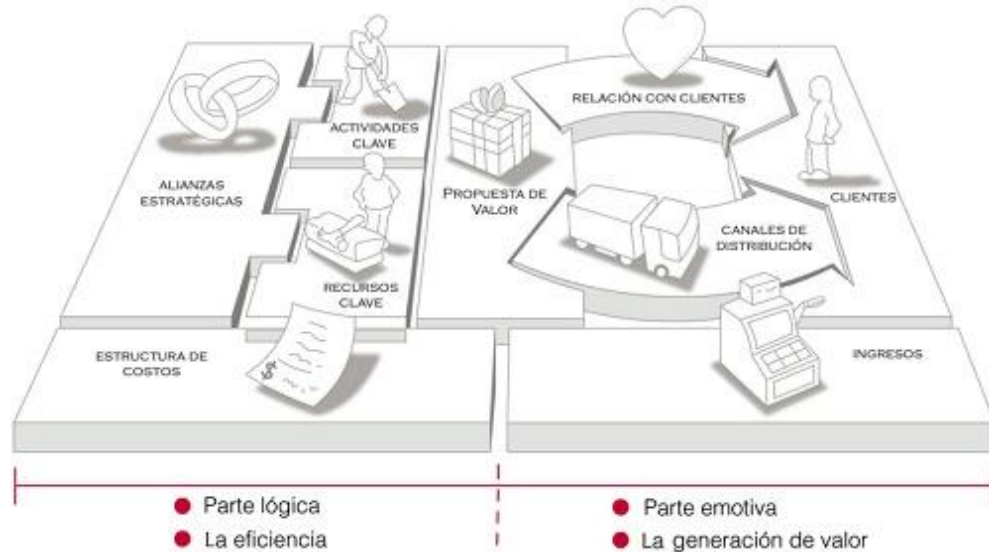 RELACIÓN CON CLIENTES
ACTIVIDADES
CLAVE
ALIANZAS
ESTRATÉGICAS
PROPUESTA DE
VALOR
CLIENTES
CANALES DE
DISTRIBUCIÓN
RECURSOS
CLAVE
ESTRUCTURA DE
COSTOS
$
INGRESOS
Parte lógica
La eficiencia
Parte emotiva
La generación de valor